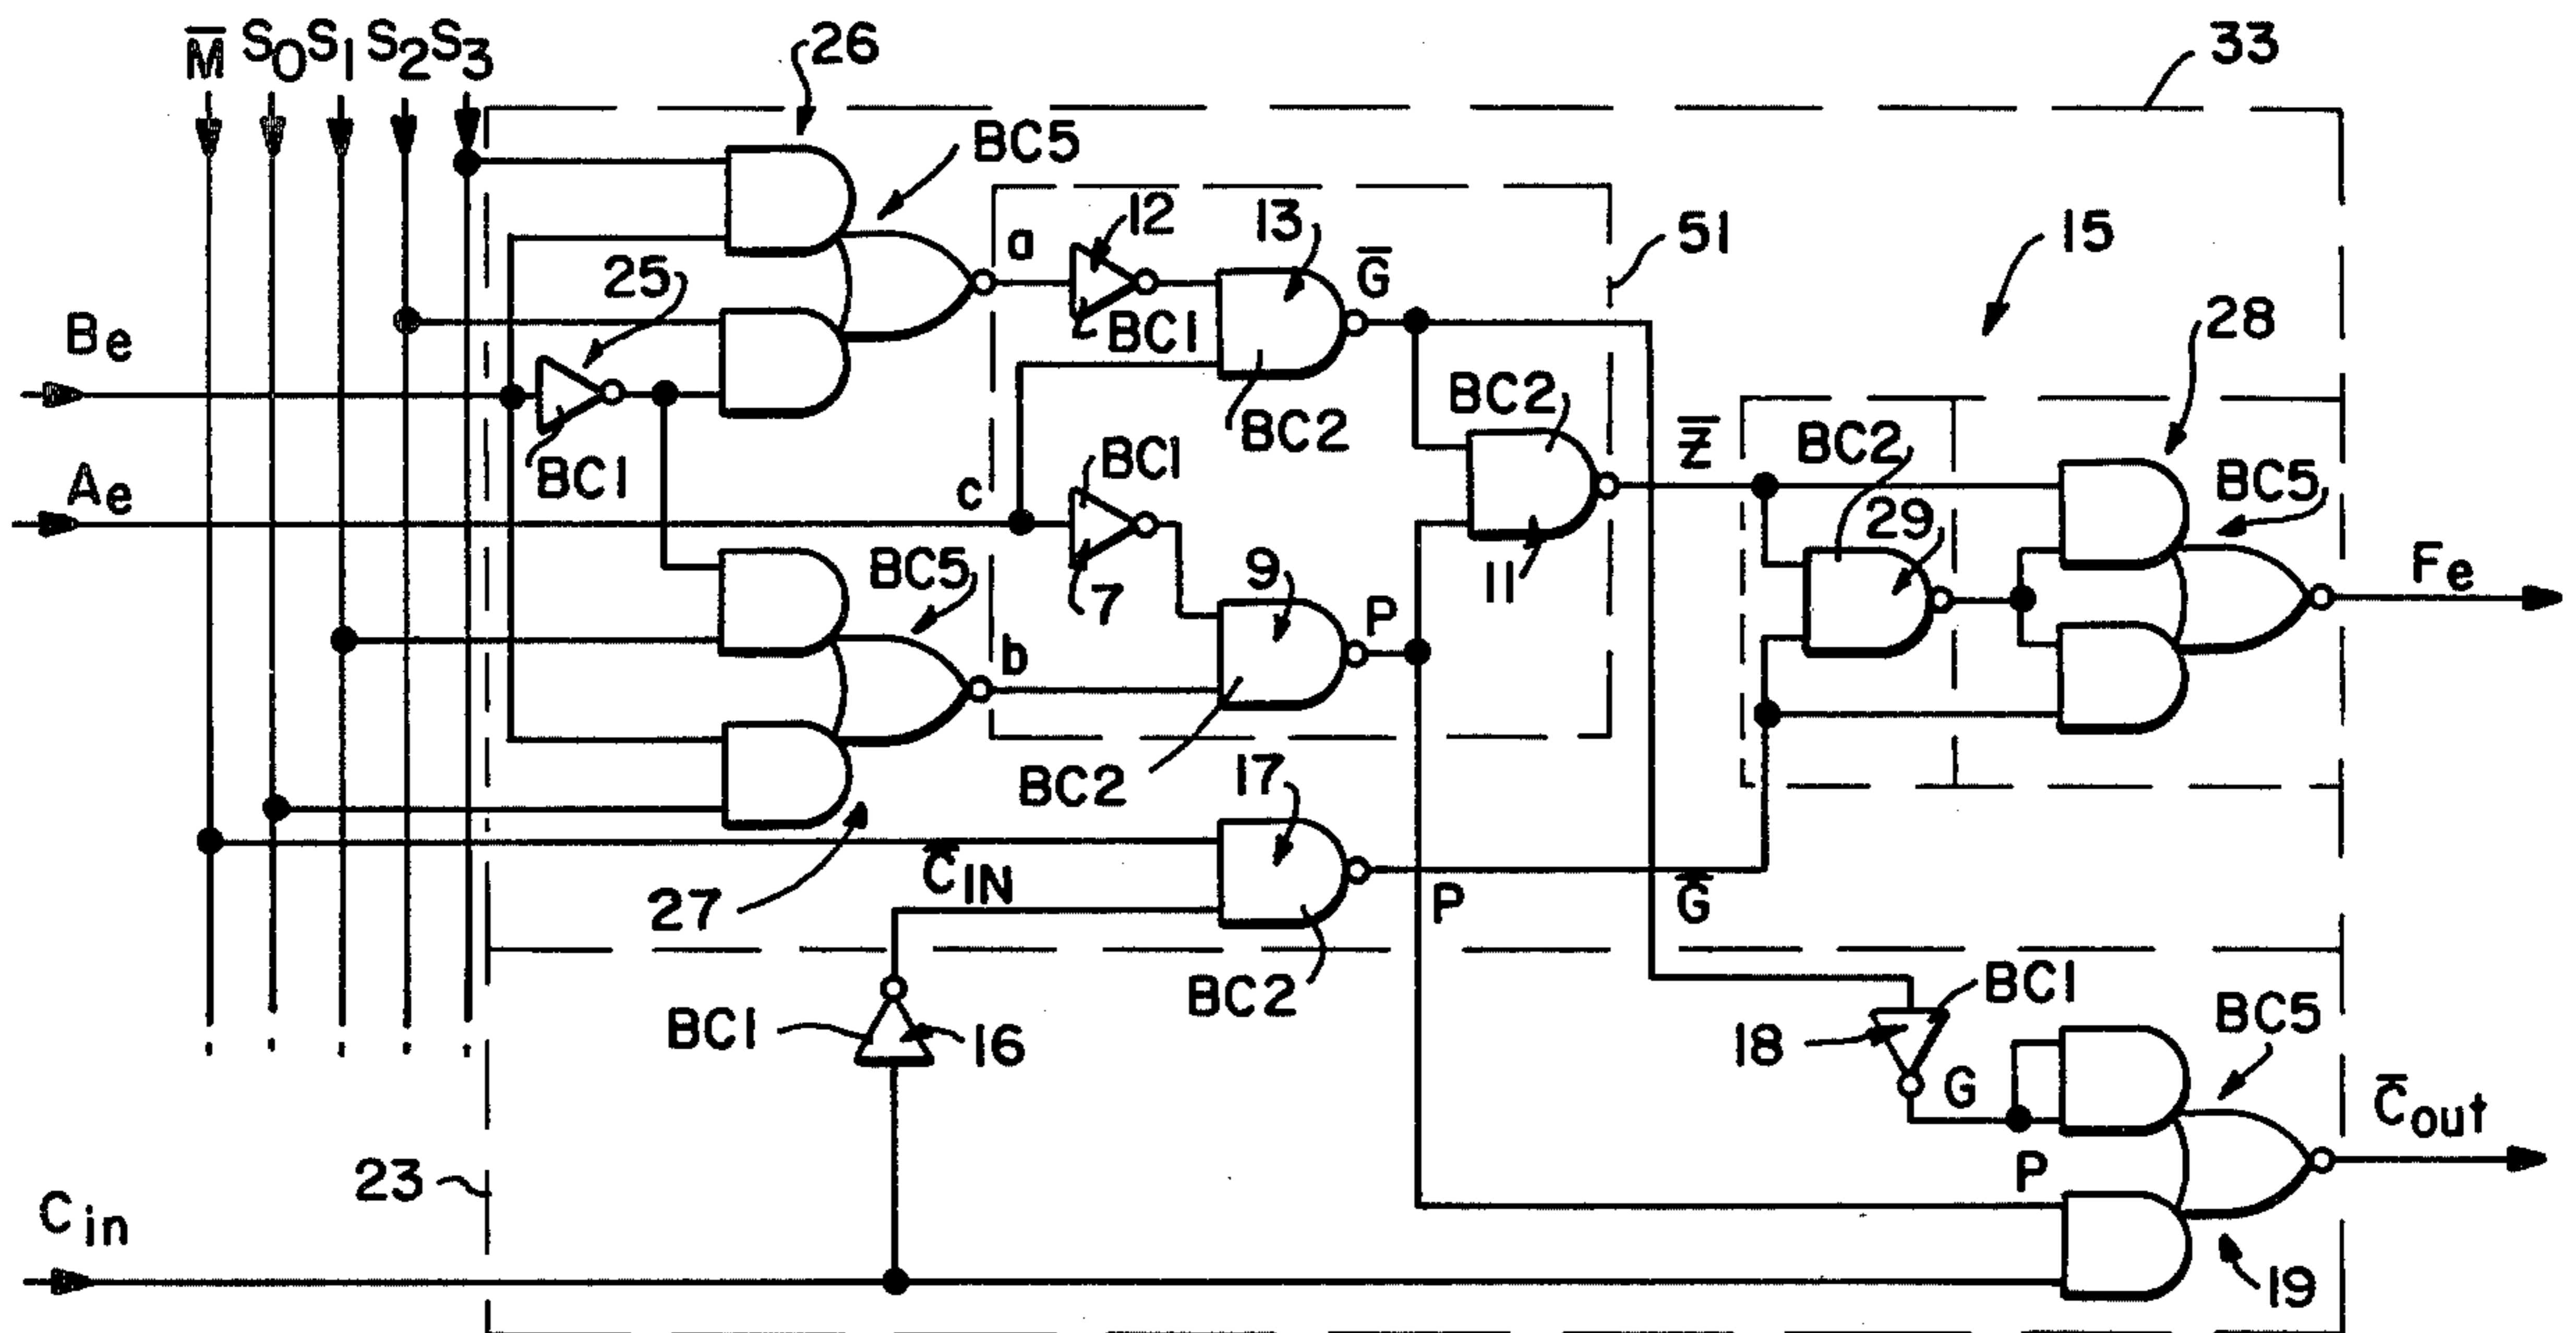 M̅ S0 S1 S2 S3
26
33
BC5
12
13
51
15
a
G̅
25
BC1
28
Be
BC2
BC2
Z̅
BC2
BC1
BC1
BC5
Ae
c
29
BC5
9
11
Fe
7
P
b
BC2
17
C̅IN
27
P
G̅
BC2
BC1
BC5
BC1
16
18
G
C̅out
23
P
Cin
19